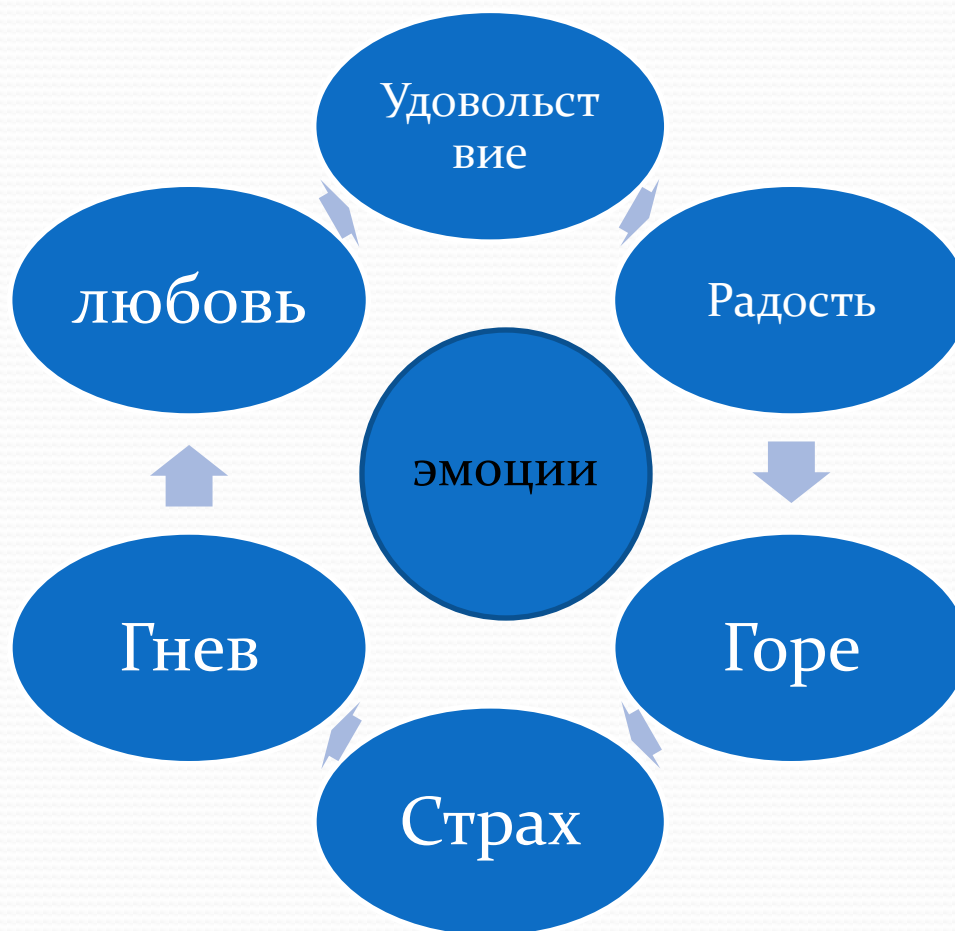 Удовольст
вие
любовь
Радость
эмоции
Гнев
Горе
Страх